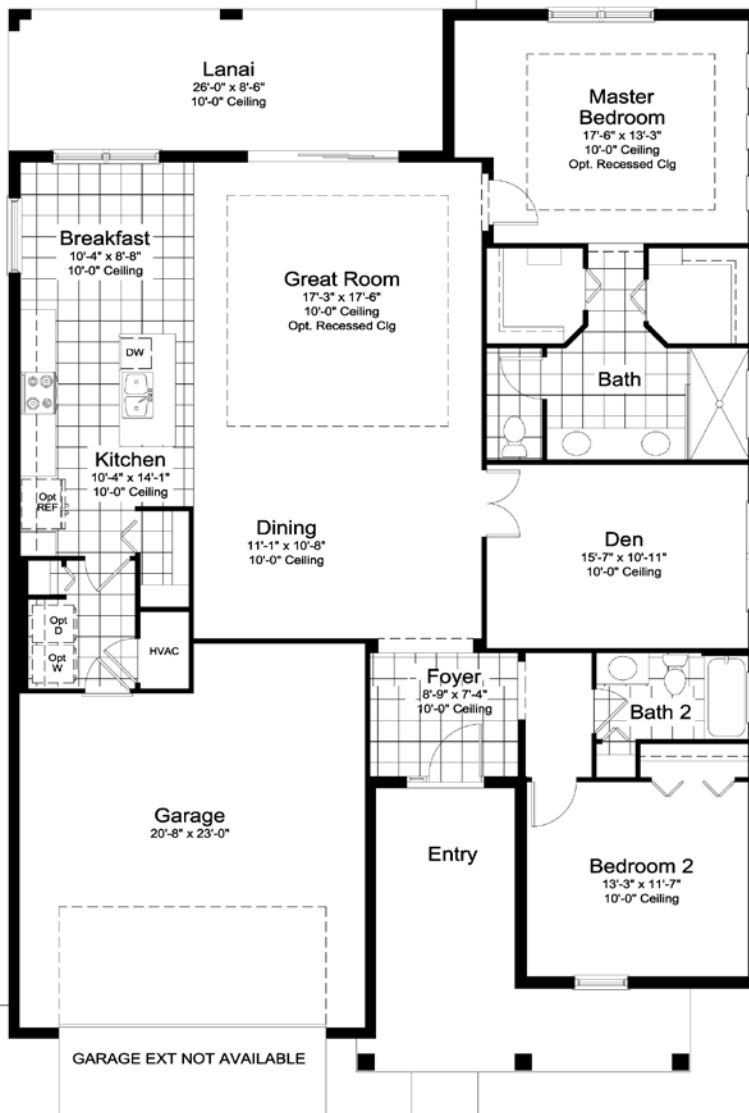 Lanai
26'-0" x 8'-6"
10'-0" Ceiling
Master
Bedroom
17'-6" x 13'-3"
10'-0" Ceiling
Opt. Recessed Clg
Breakfast
10'-4" x 8'-8"
10'-0" Ceiling
Great Room
17'-3" x 17'-6"
10'-0" Ceiling
Opt. Recessed Clg
DW
Bath
Kitchen
10'-4" x 14'-1"
10'-0" Ceiling
Opt
REF
Dining
11'-1" x 10'-8"
10'-0" Ceiling
Den
15'-7" x 10'-11"
10'-0" Ceiling
Opt
D
Opt
W
HVAC
Foyer
8'-9" x 7'-4"
10'-0" Ceiling
Bath 2
Garage
20'-8" x 23'-0"
Entry
Bedroom 2
13'-3" x 11'-7"
10'-0" Ceiling
GARAGE EXT NOT AVAILABLE